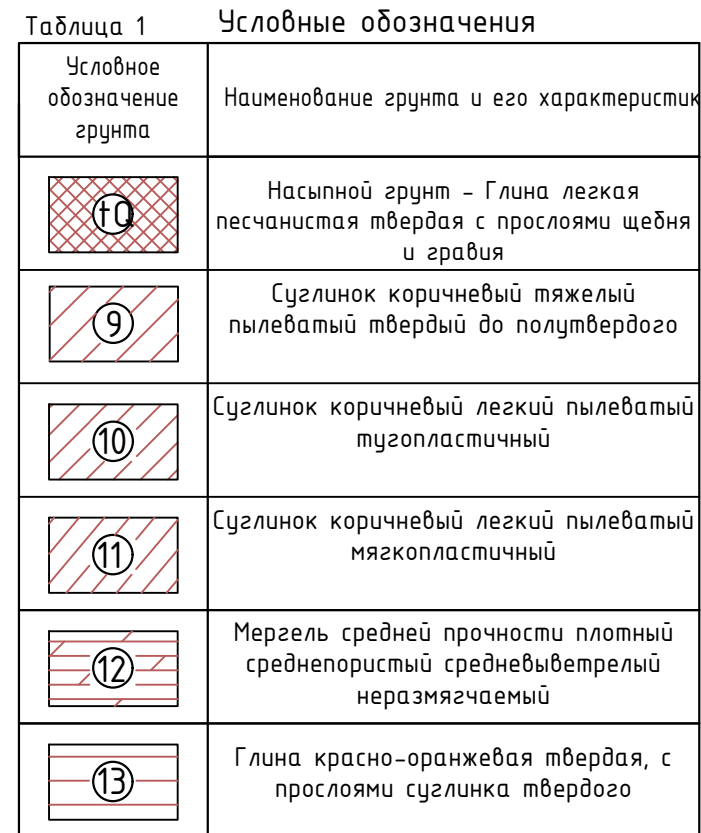 Таблица 1 Условные обозначения
Условное
обозначение
грунта
Наименование грунта и его характеристик
tQ
Насыпной грунт - Глина легкая
песчанистая твердая с прослоями щебня
и гравия
9
Суглинок коричневый тяжелый
пылеватый твердый до полутвердого
10
Суглинок коричневый легкий пылеватый
тугопластичный
11
Суглинок коричневый легкий пылеватый
мягкопластичный
12
Мергель средней прочности плотный
среднепористый средневыветрелый
неразмягчаемый
13
Глина красно-оранжевая твердая, с
прослоями суглинка твердого